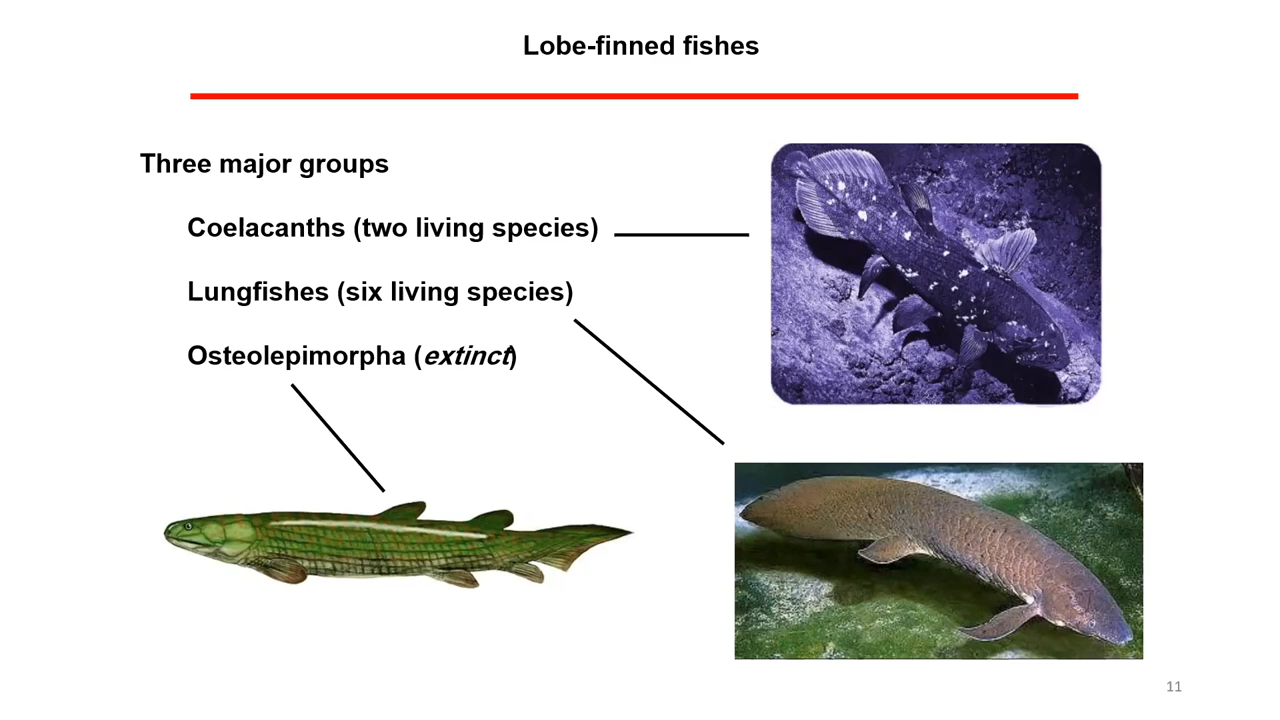 Lobe-finned fishes
Three major groups
Coelacanths (two living species)
Lungfishes (six living species)
Osteolepimorpha (extinct)
11